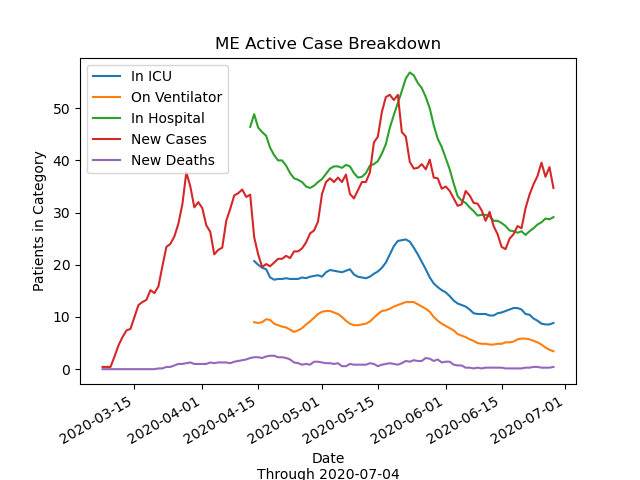 ME Active Case Breakdown
In ICU
On Ventilator
In Hospital
New Cases
New Deaths
Patients in Category
50
40
30
20
10
0
2020-03-15
2020-04-01
2020-04-15
2020-05-01
2020-05-15
2020-06-01
2020-06-15
2020-07-01
Date
Through 2020-07-04